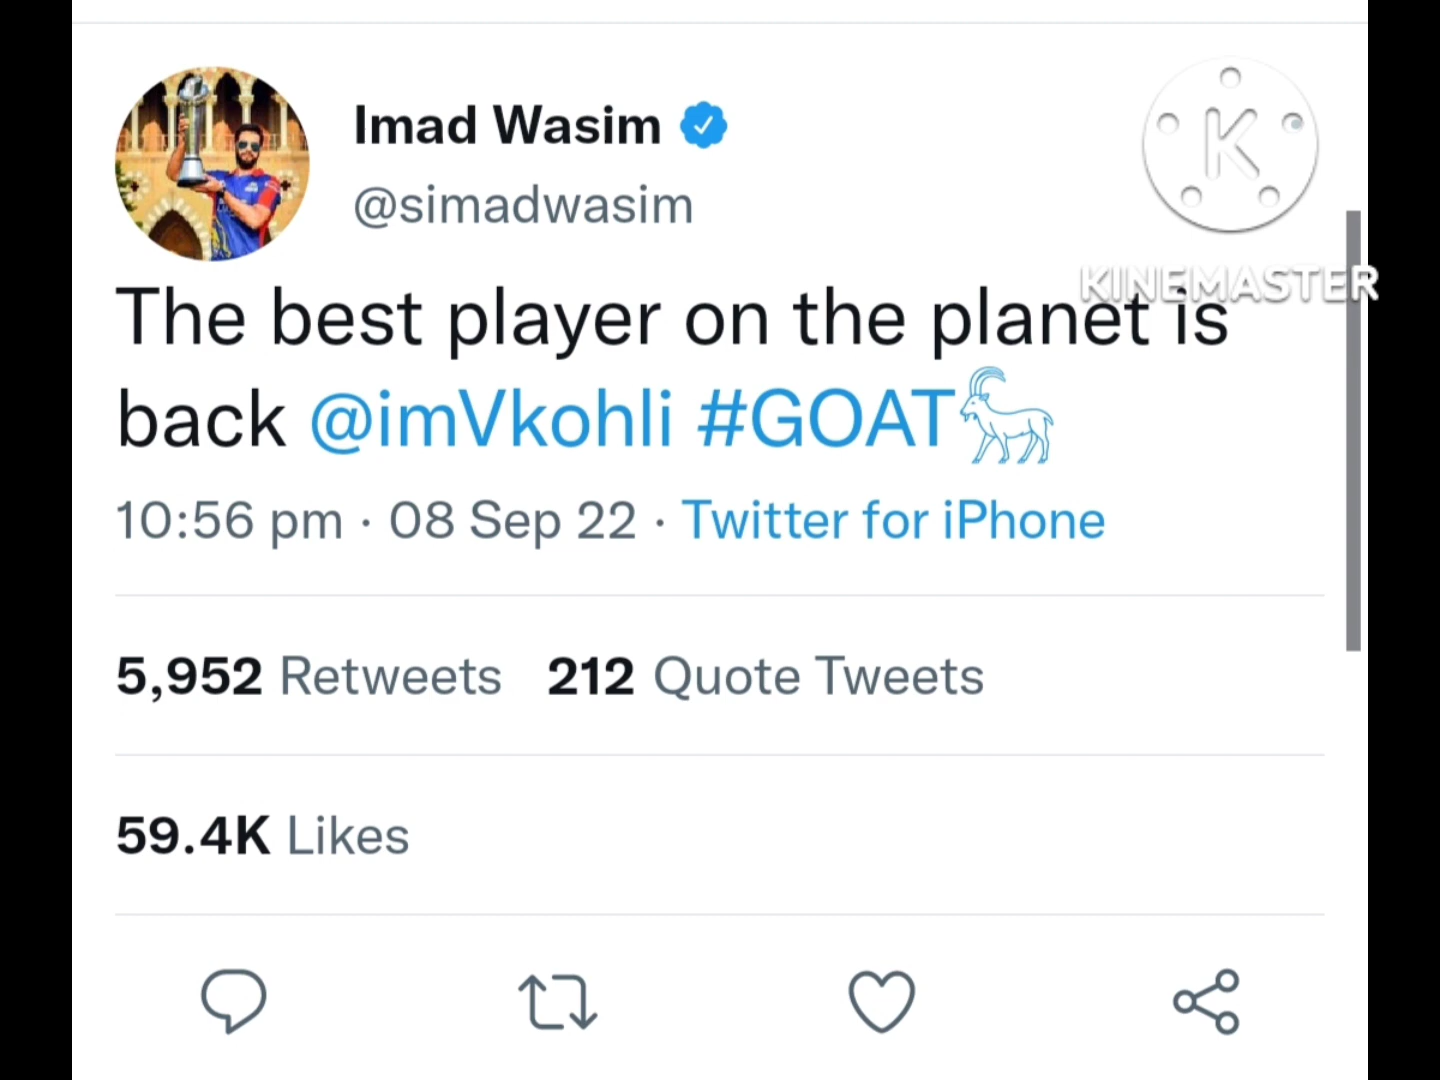 Imad Wasim
@simadwasim
K
KINEMASTER
The best player on the planet is
back @imVkohli #GOAT
10:56 pm · 08 Sep 22 · Twitter for iPhone
5,952 Retweets 212 Quote Tweets
59.4K Likes